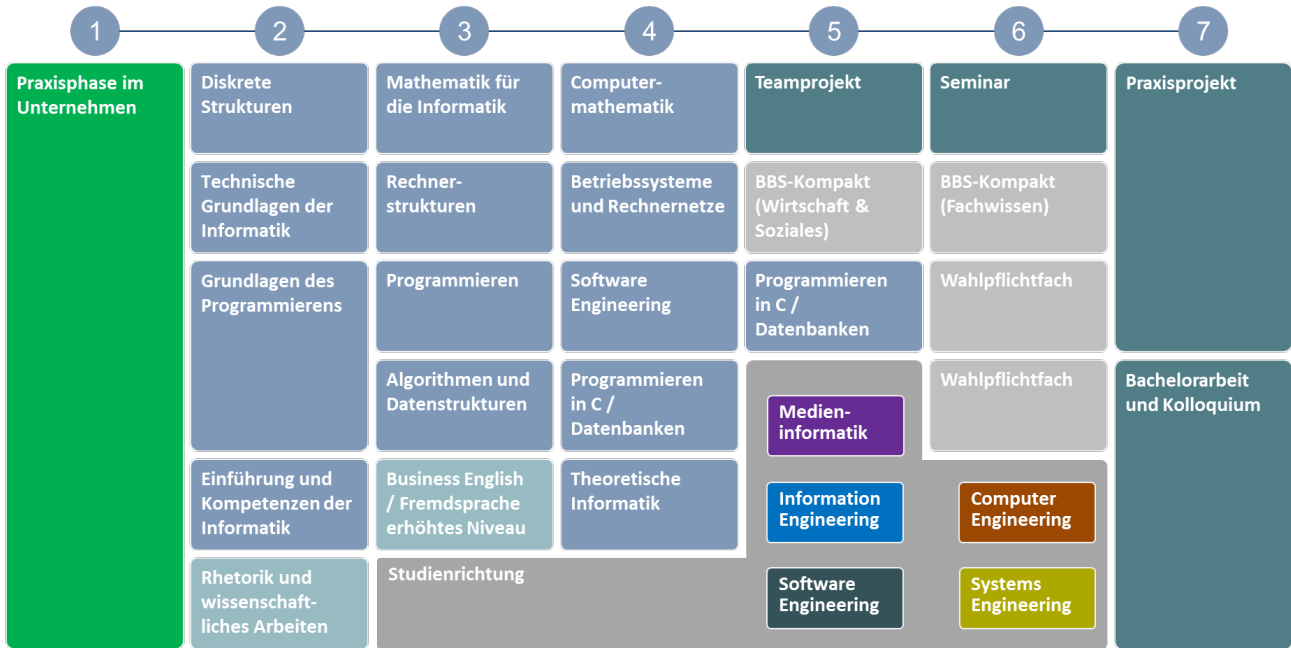 1
2
3
4
5
6
7
Praxisphase im
Unternehmen
Diskrete
Strukturen
Mathematik für
die Informatik
Computer-
mathematik
Teamprojekt
Seminar
Praxisprojekt
Technische
Grundlagen der
Informatik
Rechner-
strukturen
Betriebssysteme
und Rechnernetze
BBS-Kompakt
(Wirtschaft &
Soziales)
BBS-Kompakt
(Fachwissen)
Grundlagen des
Programmierens
Programmieren
Software
Engineering
Programmieren
in C /
Datenbanken
Wahlpflichtfach
Algorithmen und
Datenstrukturen
Programmieren
in C /
Datenbanken
Medien-
informatik
Wahlpflichtfach
Bachelorarbeit
und Kolloquium
Einführung und
Kompetenzen der
Informatik
Business English
/ Fremdsprache
erhöhtes Niveau
Theoretische
Informatik
Information
Engineering
Computer
Engineering
Rhetorik und
wissenschaft-
liches Arbeiten
Studienrichtung
Software
Engineering
Systems
Engineering